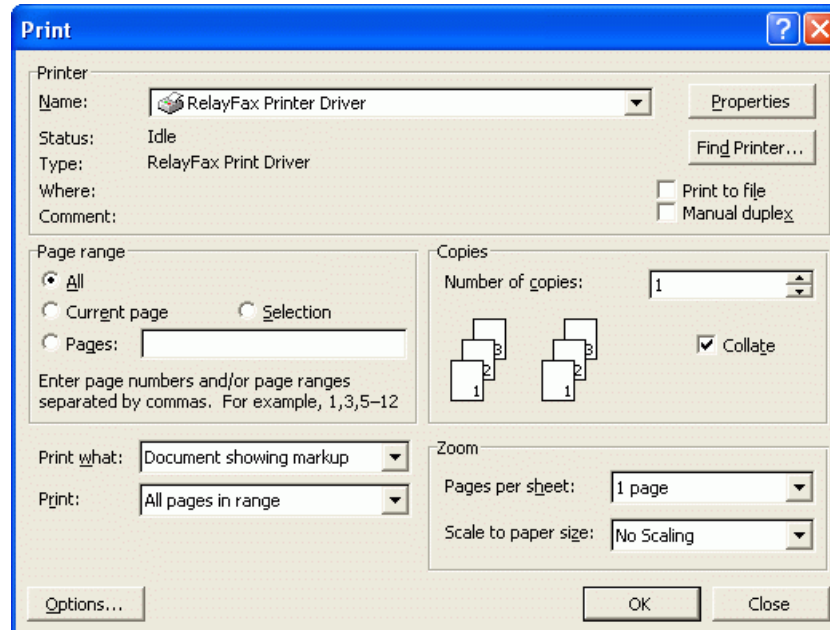 Print
Printer
Name: RelayFax Printer Driver Properties
Status: Idle
Find Printer...
Type: RelayFax Print Driver
Where:
Print to file
Comment:
Manual duplex
Page range
All
Current page Selection
Pages:
Enter page numbers and/or page ranges
separated by commas. For example, 1,3,5–12
Copies
Number of copies: 1
3 3
2 2
1 1
Collate
Print what: Document showing markup
Print: All pages in range
Zoom
Pages per sheet: 1 page
Scale to paper size: No Scaling
Options... OK Close